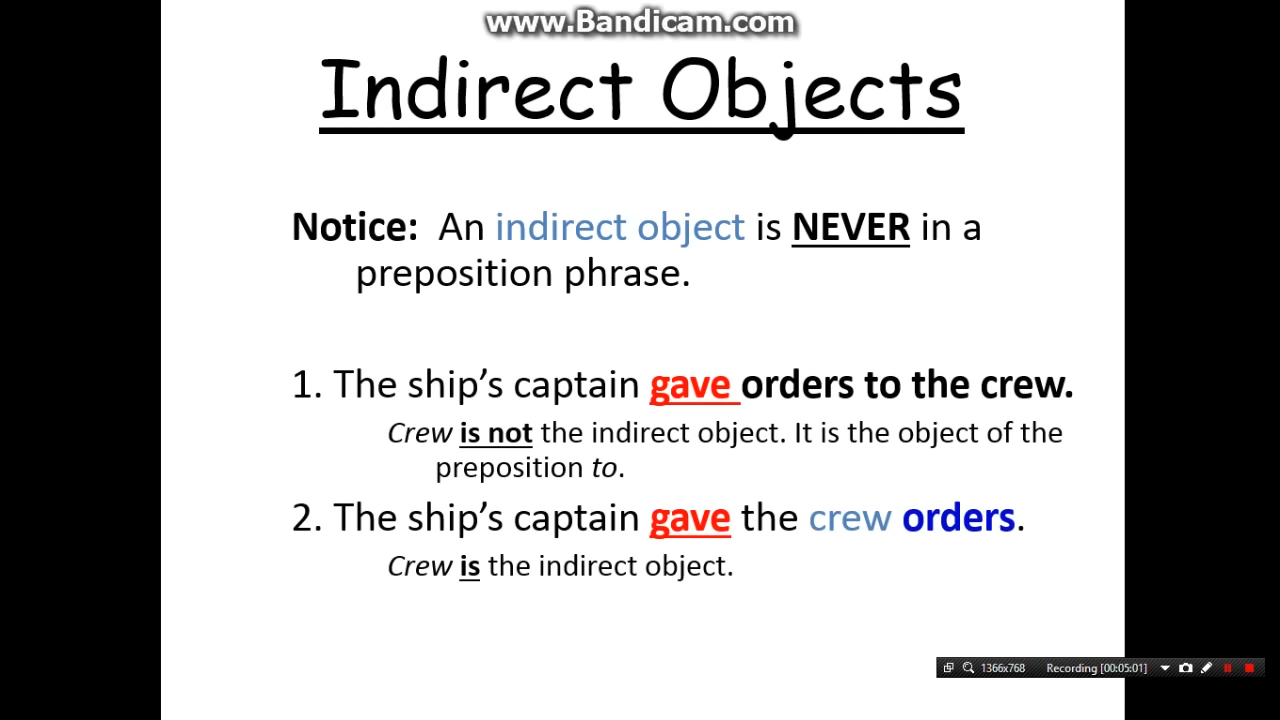 www.Bandicam.com
Indirect Objects
Notice: An indirect object is NEVER in a
preposition phrase.
1. The ship’s captain gave orders to the crew.
Crew is not the indirect object. It is the object of the
preposition to.
2. The ship’s captain gave the crew orders.
Crew is the indirect object.
1366x768 Recording [00:05:01]